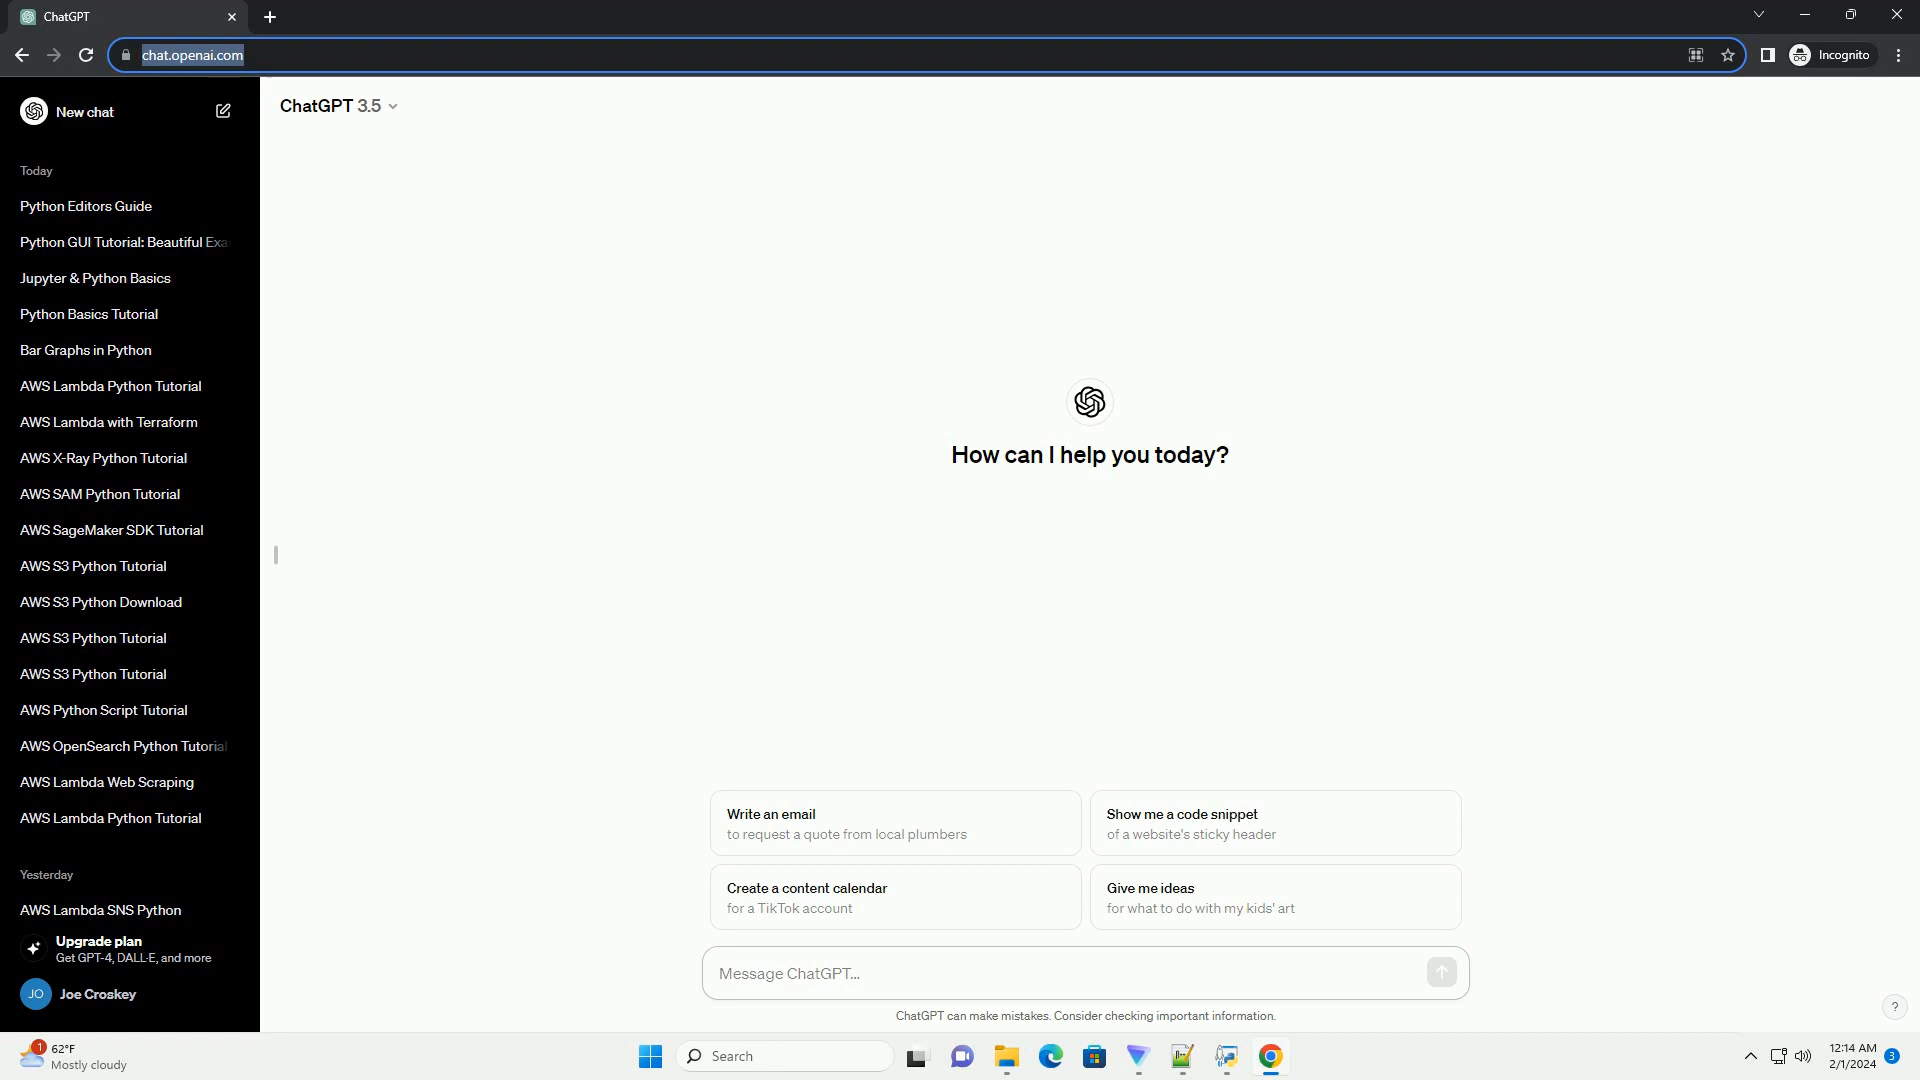 ChatGPT
chat.openai.com
Incognito
New chat
ChatGPT 3.5
Today
Python Editors Guide
Python GUI Tutorial: Beautiful Exa
Jupyter & Python Basics
Python Basics Tutorial
Bar Graphs in Python
AWS Lambda Python Tutorial
AWS Lambda with Terraform
AWS X-Ray Python Tutorial
AWS SAM Python Tutorial
AWS SageMaker SDK Tutorial
AWS S3 Python Tutorial
AWS S3 Python Download
AWS S3 Python Tutorial
AWS S3 Python Tutorial
AWS Python Script Tutorial
AWS OpenSearch Python Tutorial
AWS Lambda Web Scraping
AWS Lambda Python Tutorial
Yesterday
AWS Lambda SNS Python
Upgrade plan
Get GPT-4, DALL·E, and more
JO Joe Croskey
How can I help you today?
Write an email
to request a quote from local plumbers
Show me a code snippet
of a website's sticky header
Create a content calendar
for a TikTok account
Give me ideas
for what to do with my kids' art
Message ChatGPT...
ChatGPT can make mistakes. Consider checking important information.
?
1
62°F
Mostly cloudy
Search
12:14 AM
2/1/2024
3